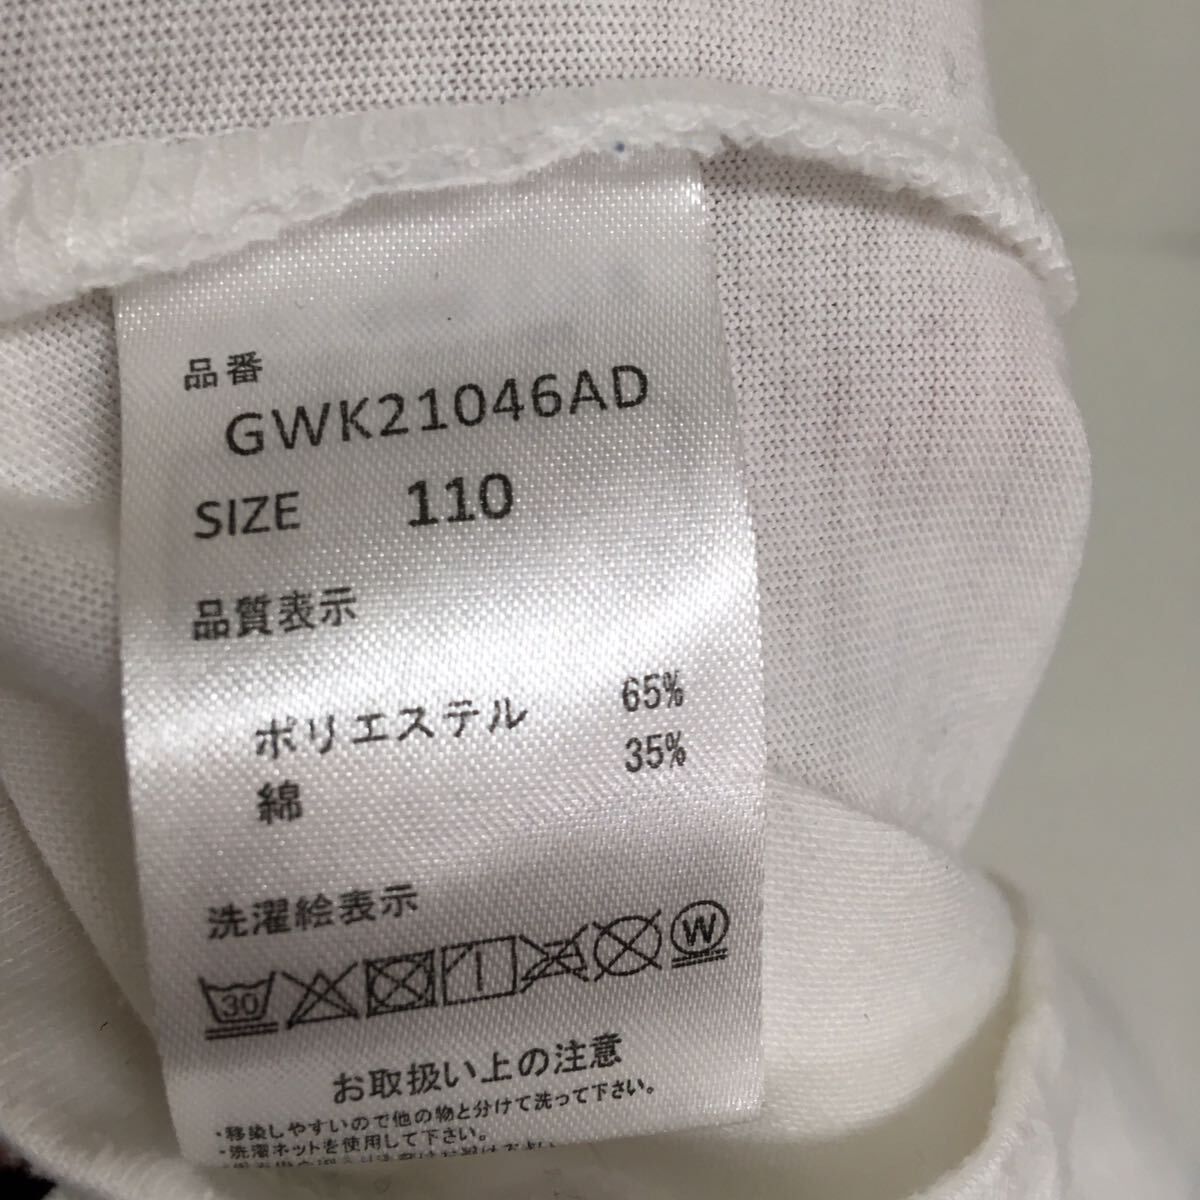 品番
GWK21046AD
SIZE 110
品質表示
ポリエステル 65%
綿 35%
洗濯絵表示
30 W
お取扱い上の注意
・移染しやすいので他の物と分けて洗って下さい。
・洗濯ネットを使用して下さい。